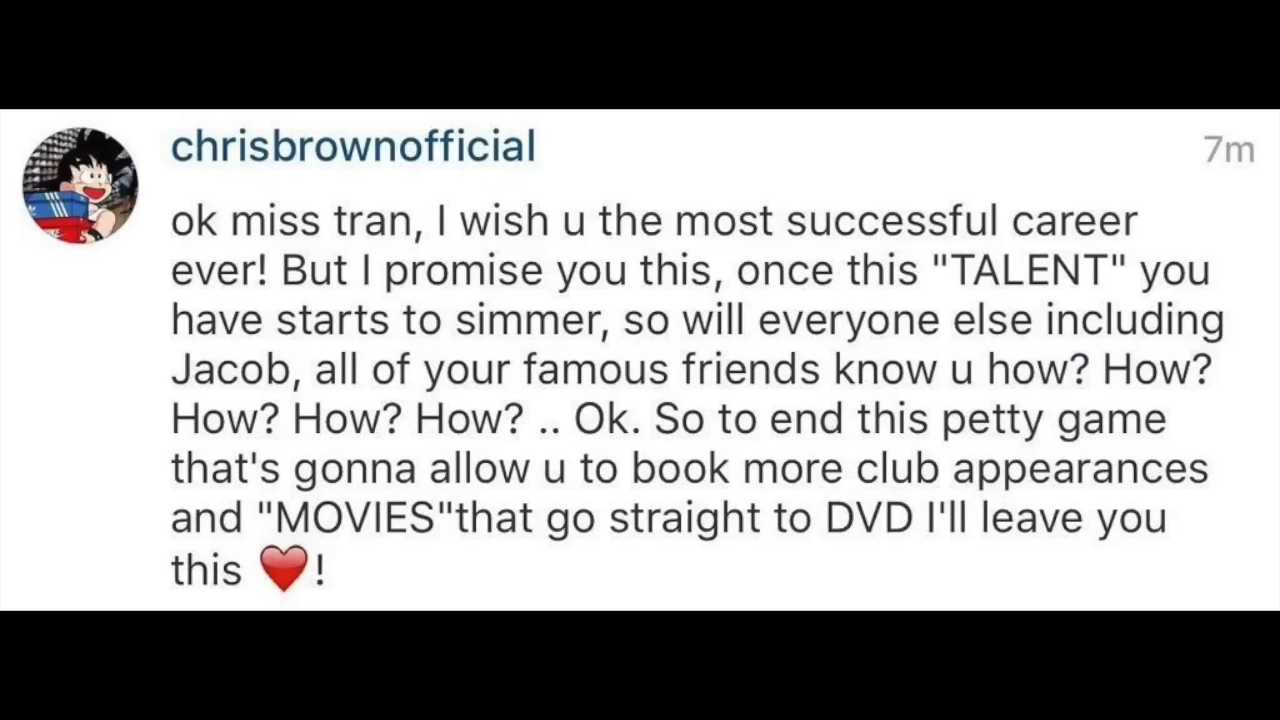 chrisbrownofficial
7m
ok miss tran, I wish u the most successful career
ever! But I promise you this, once this "TALENT" you
have starts to simmer, so will everyone else including
Jacob, all of your famous friends know u how? How?
How? How? How? .. Ok. So to end this petty game
that's gonna allow u to book more club appearances
and "MOVIES"that go straight to DVD I'll leave you
this ❤️!